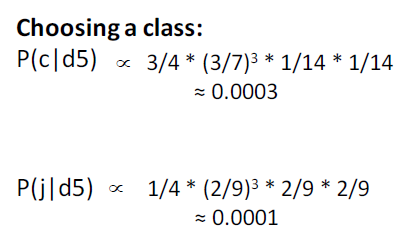 Choosing a class:
P(c|d5) ∝ 3/4 * (3/7)³ * 1/14 * 1/14
≈ 0.0003
P(j|d5) ∝ 1/4 * (2/9)³ * 2/9 * 2/9
≈ 0.0001